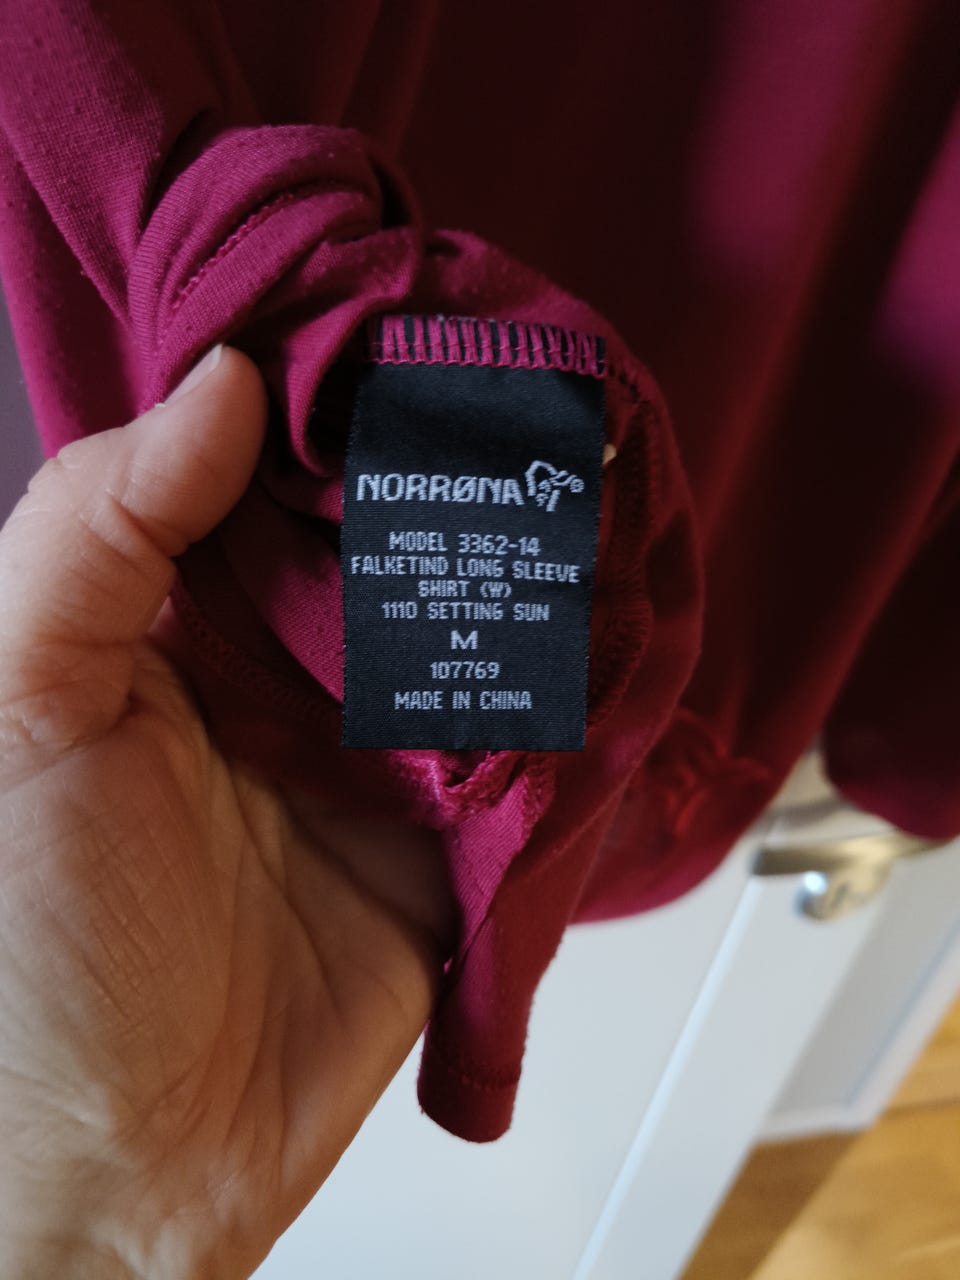 NORRØNA
MODEL 3362-14
FALKETIND LONG SLEEVE
SHIRT (W)
1110 SETTING SUN
M
107769
MADE IN CHINA